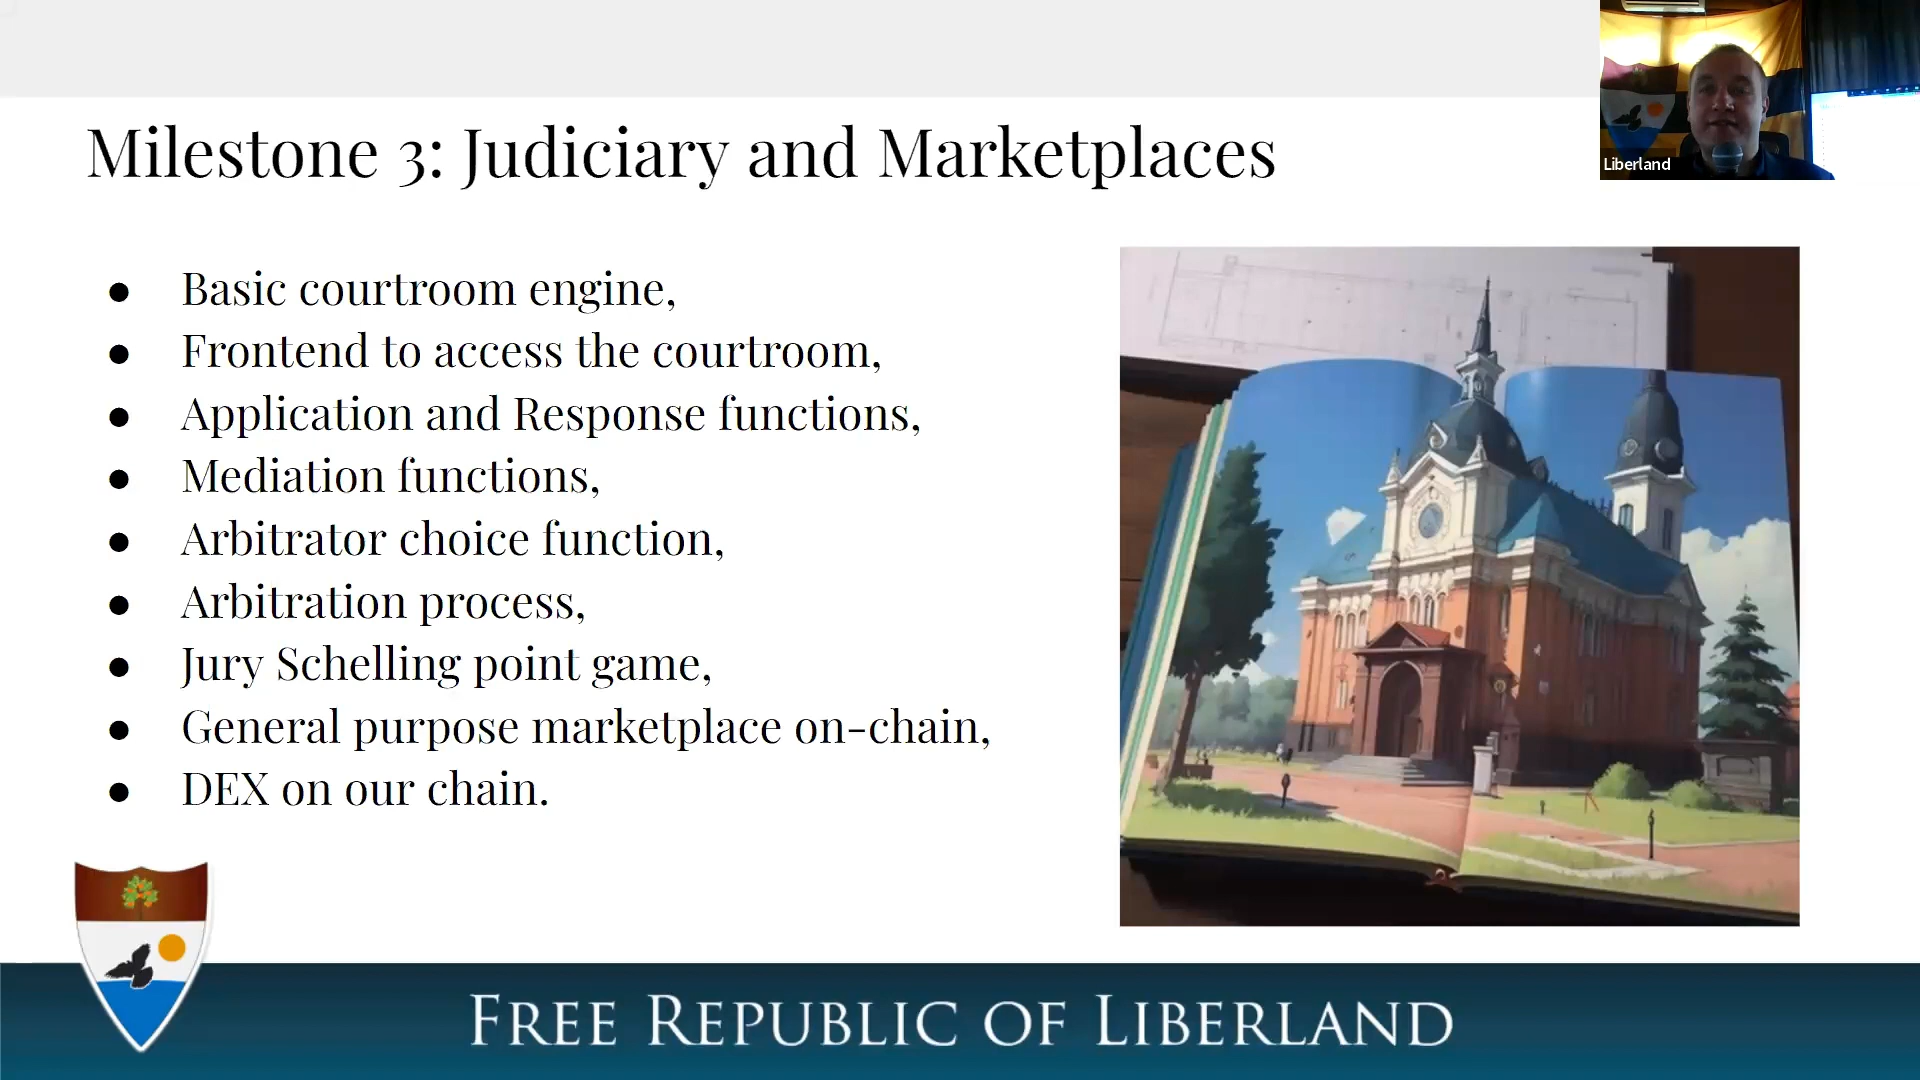 Milestone 3: Judiciary and Marketplaces
Liberland
● Basic courtroom engine,
● Frontend to access the courtroom,
● Application and Response functions,
● Mediation functions,
● Arbitrator choice function,
● Arbitration process,
● Jury Schelling point game,
● General purpose marketplace on-chain,
● DEX on our chain.
FREE REPUBLIC OF LIBERLAND